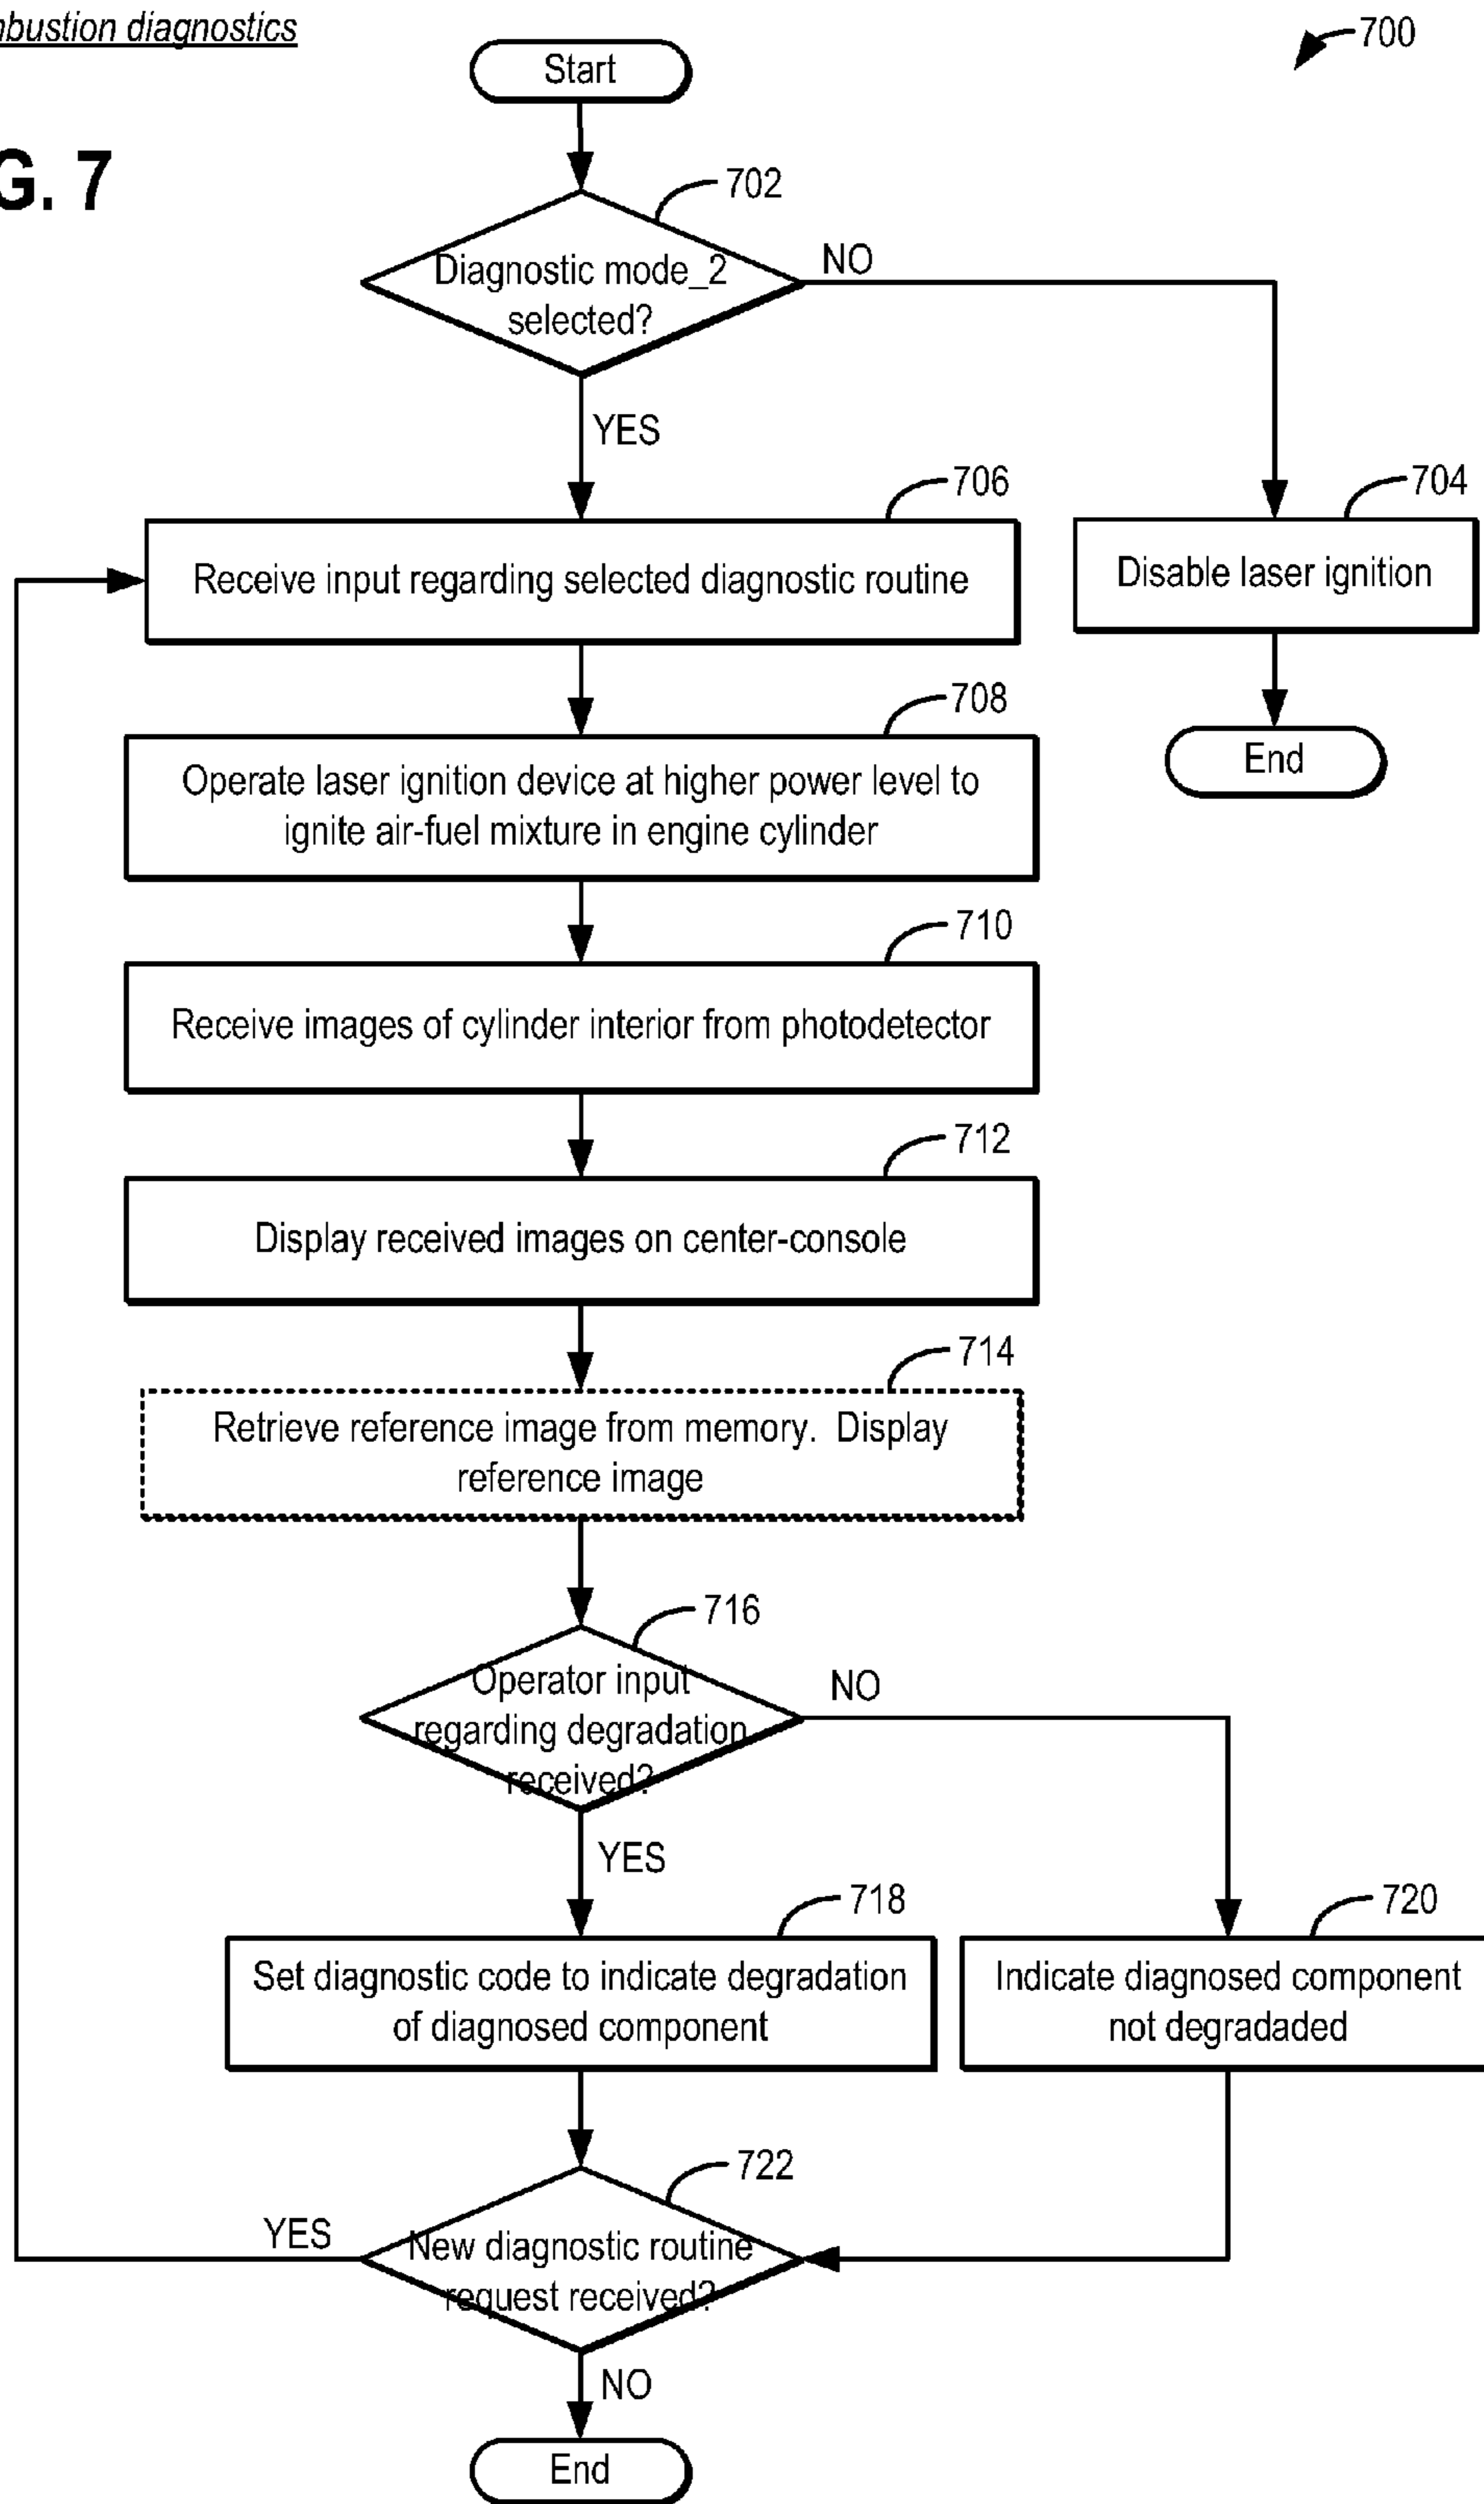 mbustion diagnostics
700
Start
G. 7
702
Diagnostic mode_2
selected?
NO
YES
706
Receive input regarding selected diagnostic routine
704
Disable laser ignition
708
Operate laser ignition device at higher power level to
ignite air-fuel mixture in engine cylinder
End
710
Receive images of cylinder interior from photodetector
712
Display received images on center-console
714
Retrieve reference image from memory. Display
reference image
716
Operator input
regarding degradation
received?
NO
YES
718
Set diagnostic code to indicate degradation
of diagnosed component
720
Indicate diagnosed component
not degradaded
722
New diagnostic routine
request received?
YES
NO
End